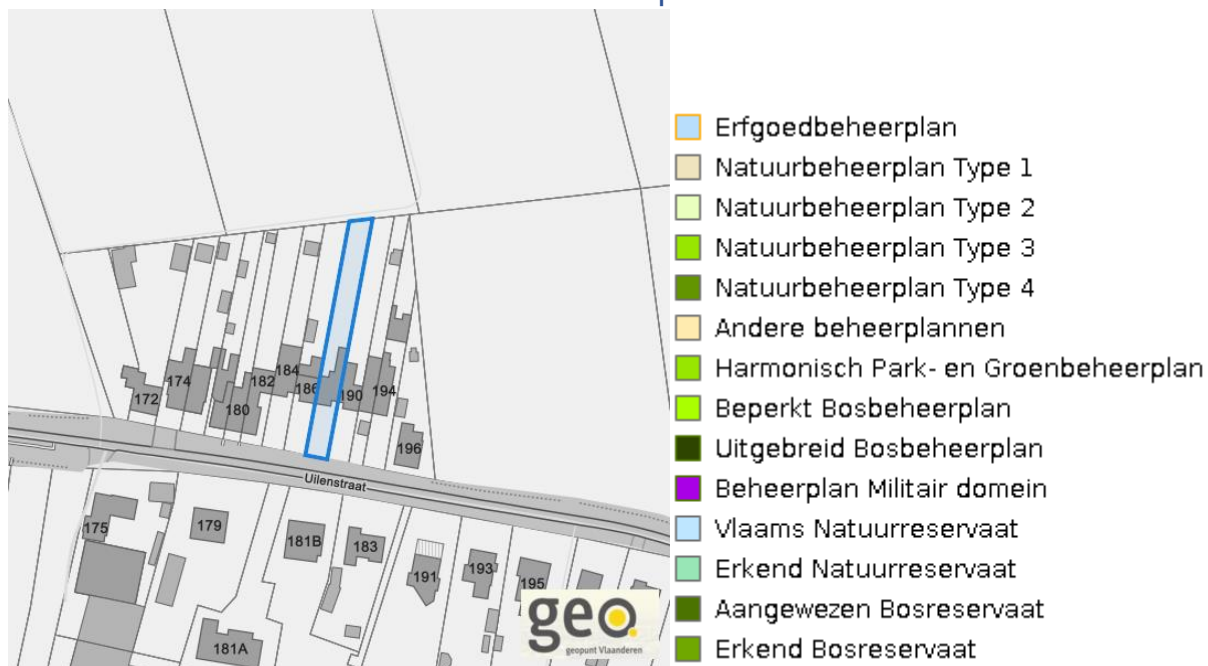 172
174
180
182
184
186
190
194
196
Uilenstraat
175
179
181B
183
191
193
195
181A
geo.
geopunt Vlaanderen
Erfgoedbeheerplan
Natuurbeheerplan Type 1
Natuurbeheerplan Type 2
Natuurbeheerplan Type 3
Natuurbeheerplan Type 4
Andere beheerplannen
Harmonisch Park- en Groenbeheerplan
Beperkt Bosbeheerplan
Uitgebreid Bosbeheerplan
Beheerplan Militair domein
Vlaams Natuurreservaat
Erkend Natuurreservaat
Aangewezen Bosreservaat
Erkend Bosreservaat